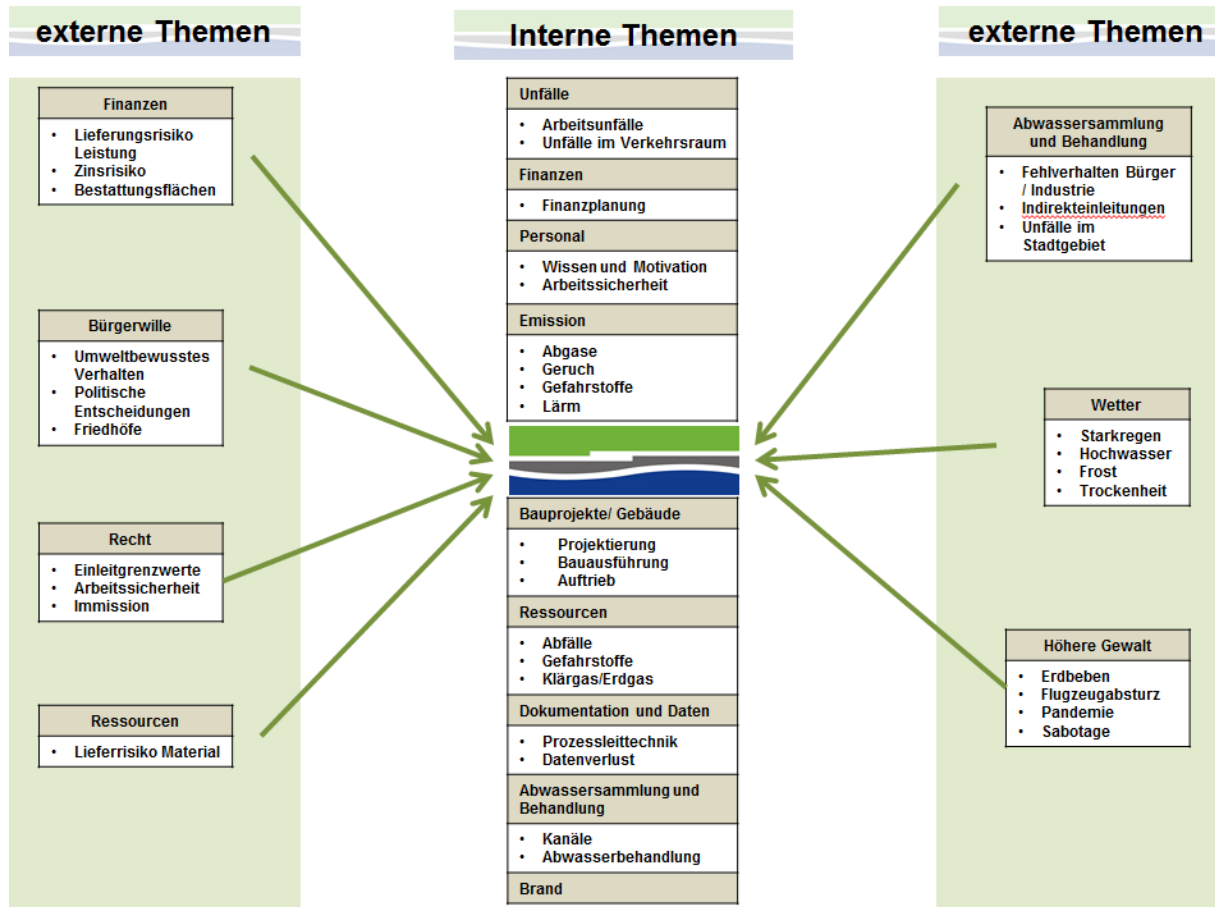 externe Themen
Finanzen
• Lieferungsrisiko
Leistung
• Zinsrisiko
• Bestattungsflächen
Bürgerwille
• Umweltbewusstes
Verhalten
• Politische
Entscheidungen
• Friedhöfe
Recht
• Einleitgrenzwerte
• Arbeitssicherheit
• Immission
Ressourcen
• Lieferrisiko Material
Interne Themen
Unfälle
• Arbeitsunfälle
• Unfälle im Verkehrsraum
Finanzen
• Finanzplanung
Personal
• Wissen und Motivation
• Arbeitssicherheit
Emission
• Abgase
• Geruch
• Gefahrstoffe
• Lärm
Bauprojekte/ Gebäude
• Projektierung
• Bauausführung
• Auftrieb
Ressourcen
• Abfälle
• Gefahrstoffe
• Klärgas/Erdgas
Dokumentation und Daten
• Prozessleittechnik
• Datenverlust
Abwassersammlung und
Behandlung
• Kanäle
• Abwasserbehandlung
Brand
externe Themen
Abwassersammlung
und Behandlung
• Fehlverhalten Bürger
/ Industrie
• Indirekteinleitungen
• Unfälle im
Stadtgebiet
Wetter
• Starkregen
• Hochwasser
• Frost
• Trockenheit
Höhere Gewalt
• Erdbeben
• Flugzeugabsturz
• Pandemie
• Sabotage